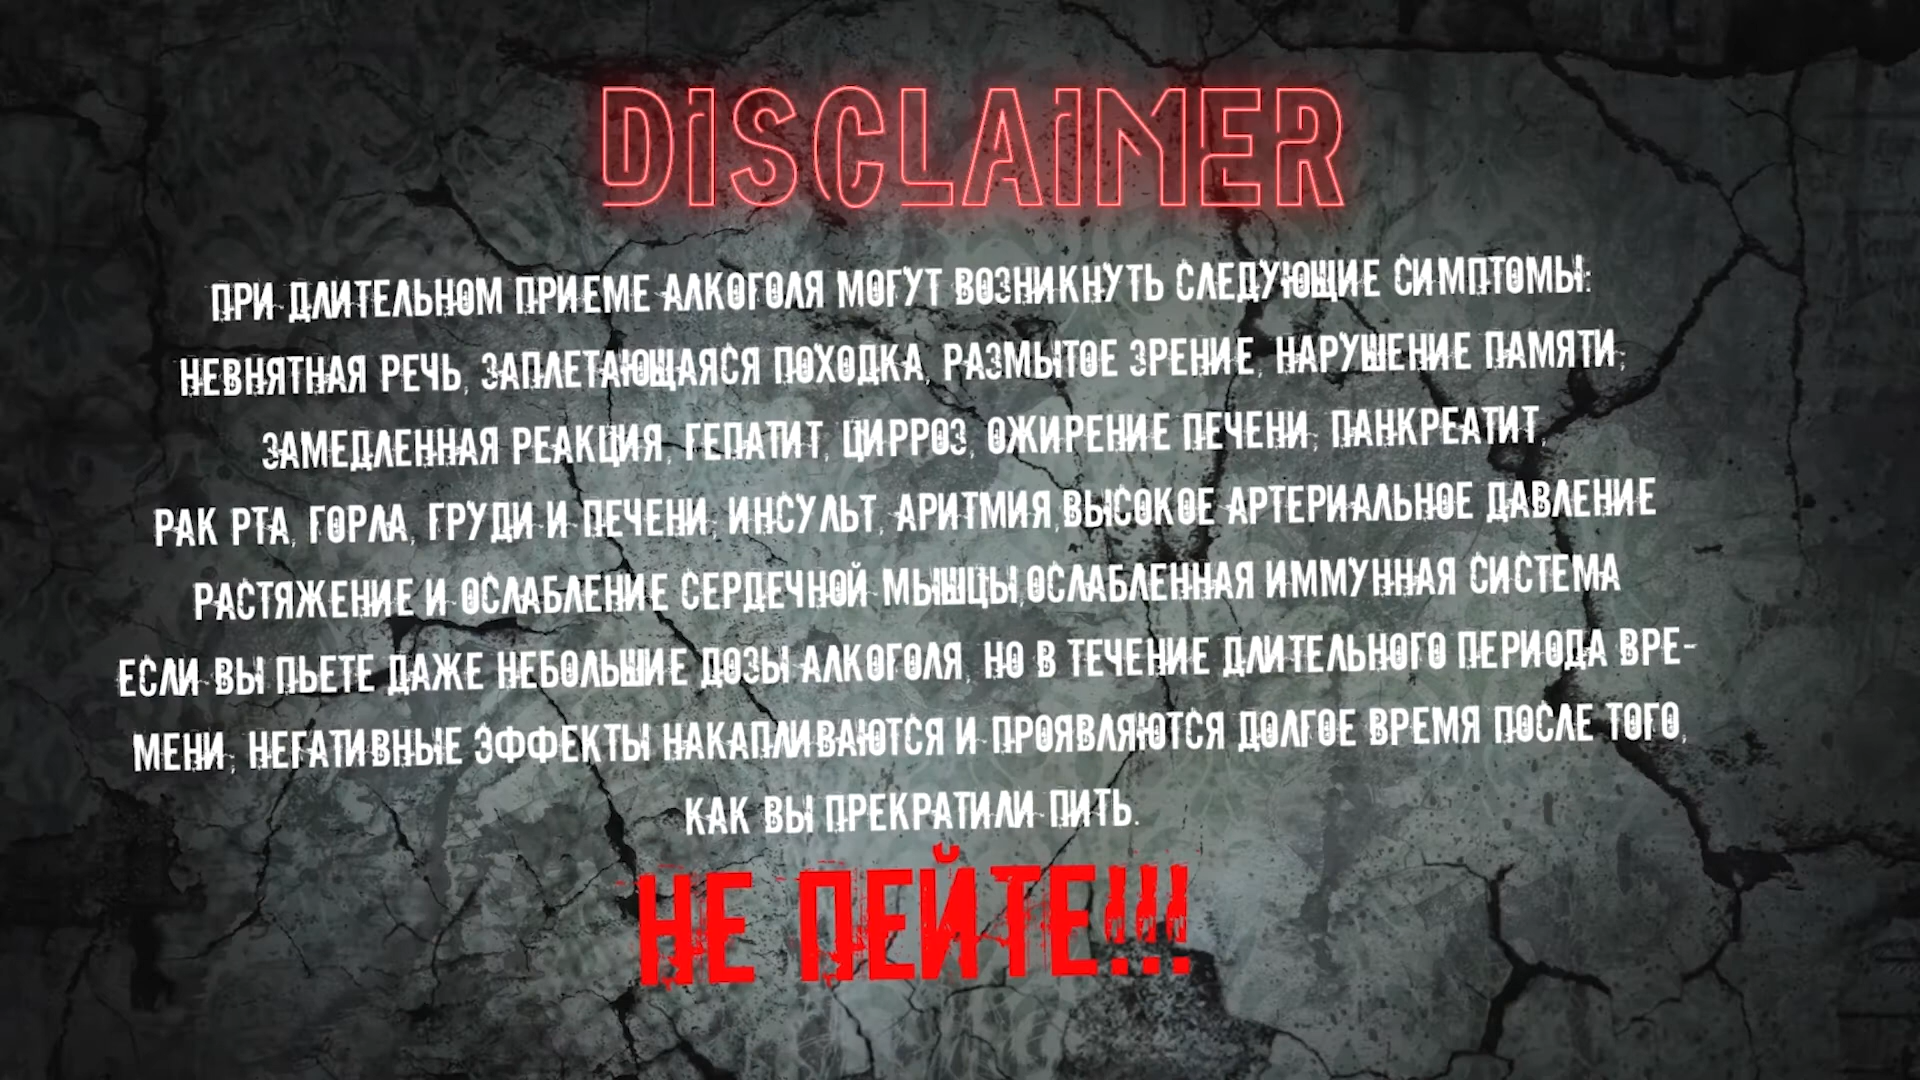 DISCLAIMER
ПРИ ДЛИТЕЛЬНОМ ПРИЕМЕ АЛКОГОЛЯ МОГУТ ВОЗНИКНУТЬ СЛЕДУЮЩИЕ СИМПТОМЫ:
НЕВНЯТНАЯ РЕЧЬ, ЗАПЛЕТАЮЩАЯСЯ ПОХОДКА, РАЗМЫТОЕ ЗРЕНИЕ, НАРУШЕНИЕ ПАМЯТИ,
ЗАМЕДЛЕННАЯ РЕАКЦИЯ, ГЕПАТИТ, ЦИРРОЗ, ОЖИРЕНИЕ ПЕЧЕНИ, ПАНКРЕАТИТ,
РАК РТА, ГОРЛА, ГРУДИ И ПЕЧЕНИ, ИНСУЛЬТ, АРИТМИЯ,ВЫСОКОЕ АРТЕРИАЛЬНОЕ ДАВЛЕНИЕ
РАСТЯЖЕНИЕ И ОСЛАБЛЕНИЕ СЕРДЕЧНОЙ МЫШЦЫ,ОСЛАБЛЕННАЯ ИММУННАЯ СИСТЕМА
ЕСЛИ ВЫ ПЬЕТЕ ДАЖЕ НЕБОЛЬШИЕ ДОЗЫ АЛКОГОЛЯ, НО В ТЕЧЕНИЕ ДЛИТЕЛЬНОГО ПЕРИОДА ВРЕ-
МЕНИ, НЕГАТИВНЫЕ ЭФФЕКТЫ НАКАПЛИВАЮТСЯ И ПРОЯВЛЯЮТСЯ ДОЛГОЕ ВРЕМЯ ПОСЛЕ ТОГО,
КАК ВЫ ПРЕКРАТИЛИ ПИТЬ.
НЕ ПЕЙТЕ!!!